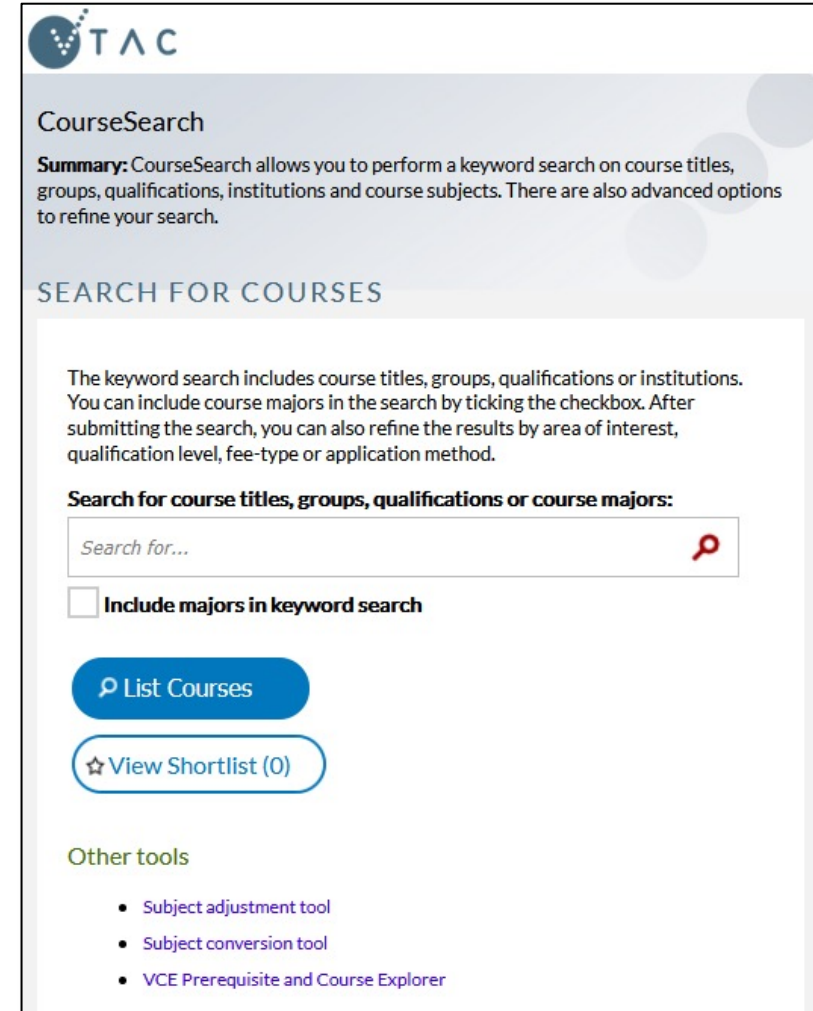 VTAC
CourseSearch
Summary: CourseSearch allows you to perform a keyword search on course titles,
groups, qualifications, institutions and course subjects. There are also advanced options
to refine your search.
SEARCH FOR COURSES
The keyword search includes course titles, groups, qualifications or institutions.
You can include course majors in the search by ticking the checkbox. After
submitting the search, you can also refine the results by area of interest,
qualification level, fee-type or application method.
Search for course titles, groups, qualifications or course majors:
Search for...
Include majors in keyword search
List Courses
View Shortlist (0)
Other tools
• Subject adjustment tool
• Subject conversion tool
• VCE Prerequisite and Course Explorer